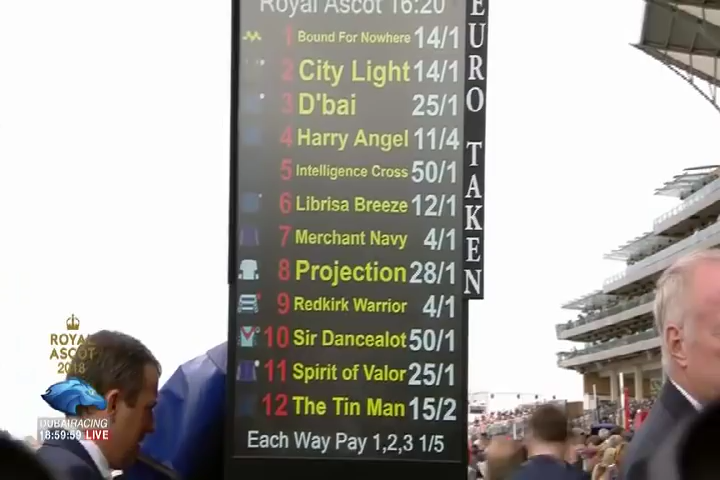 Royal Ascot 16:20
1 Bound For Nowhere 14/1
2 City Light 14/1
3 D'bai 25/1
4 Harry Angel 11/4
5 Intelligence Cross 50/1
6 Librisa Breeze 12/1
7 Merchant Navy 4/1
8 Projection 28/1
9 Redkirk Warrior 4/1
10 Sir Dancealot 50/1
11 Spirit of Valor 25/1
12 The Tin Man 15/2
Each Way Pay 1,2,3 1/5
EURO TAKEN
ROYAL
ASCOT
2018
DUBAI RACING
18:59:59 LIVE